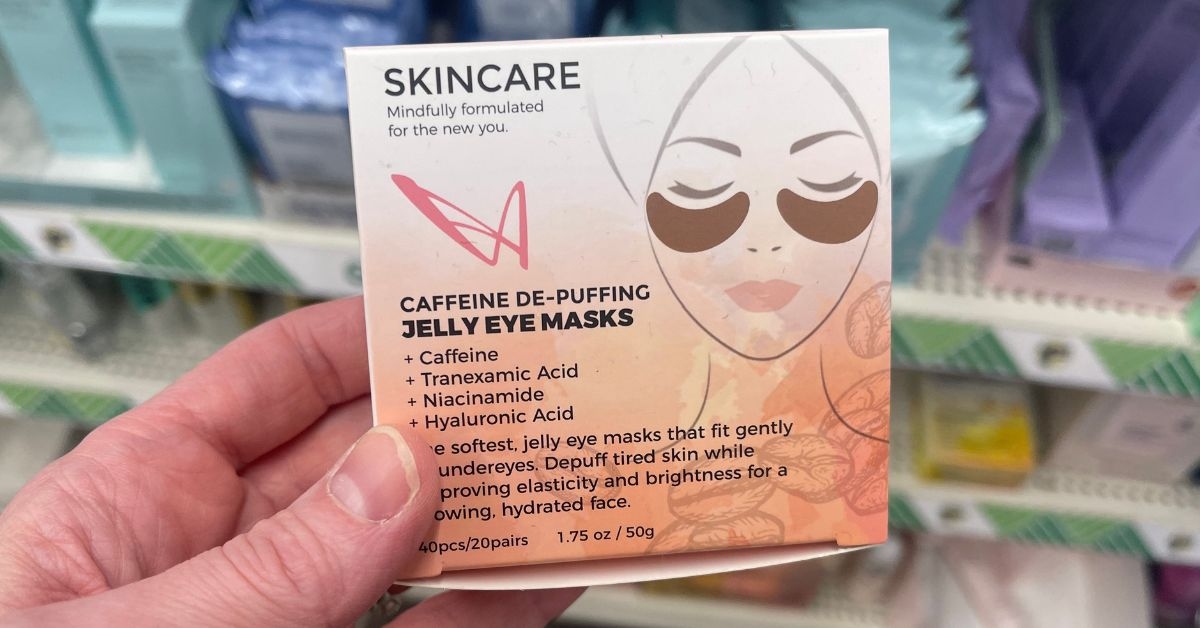 SKINCARE
Mindfully formulated
for the new you.
CAFFEINE DE-PUFFING
JELLY EYE MASKS
+ Caffeine
+ Tranexamic Acid
+ Niacinamide
+ Hyaluronic Acid
softest, jelly eye masks that fit gently
undereyes. Depuff tired skin while
elasticity and brightness for a
hydrated face.
40pcs/20pairs 1.75 oz / 50g